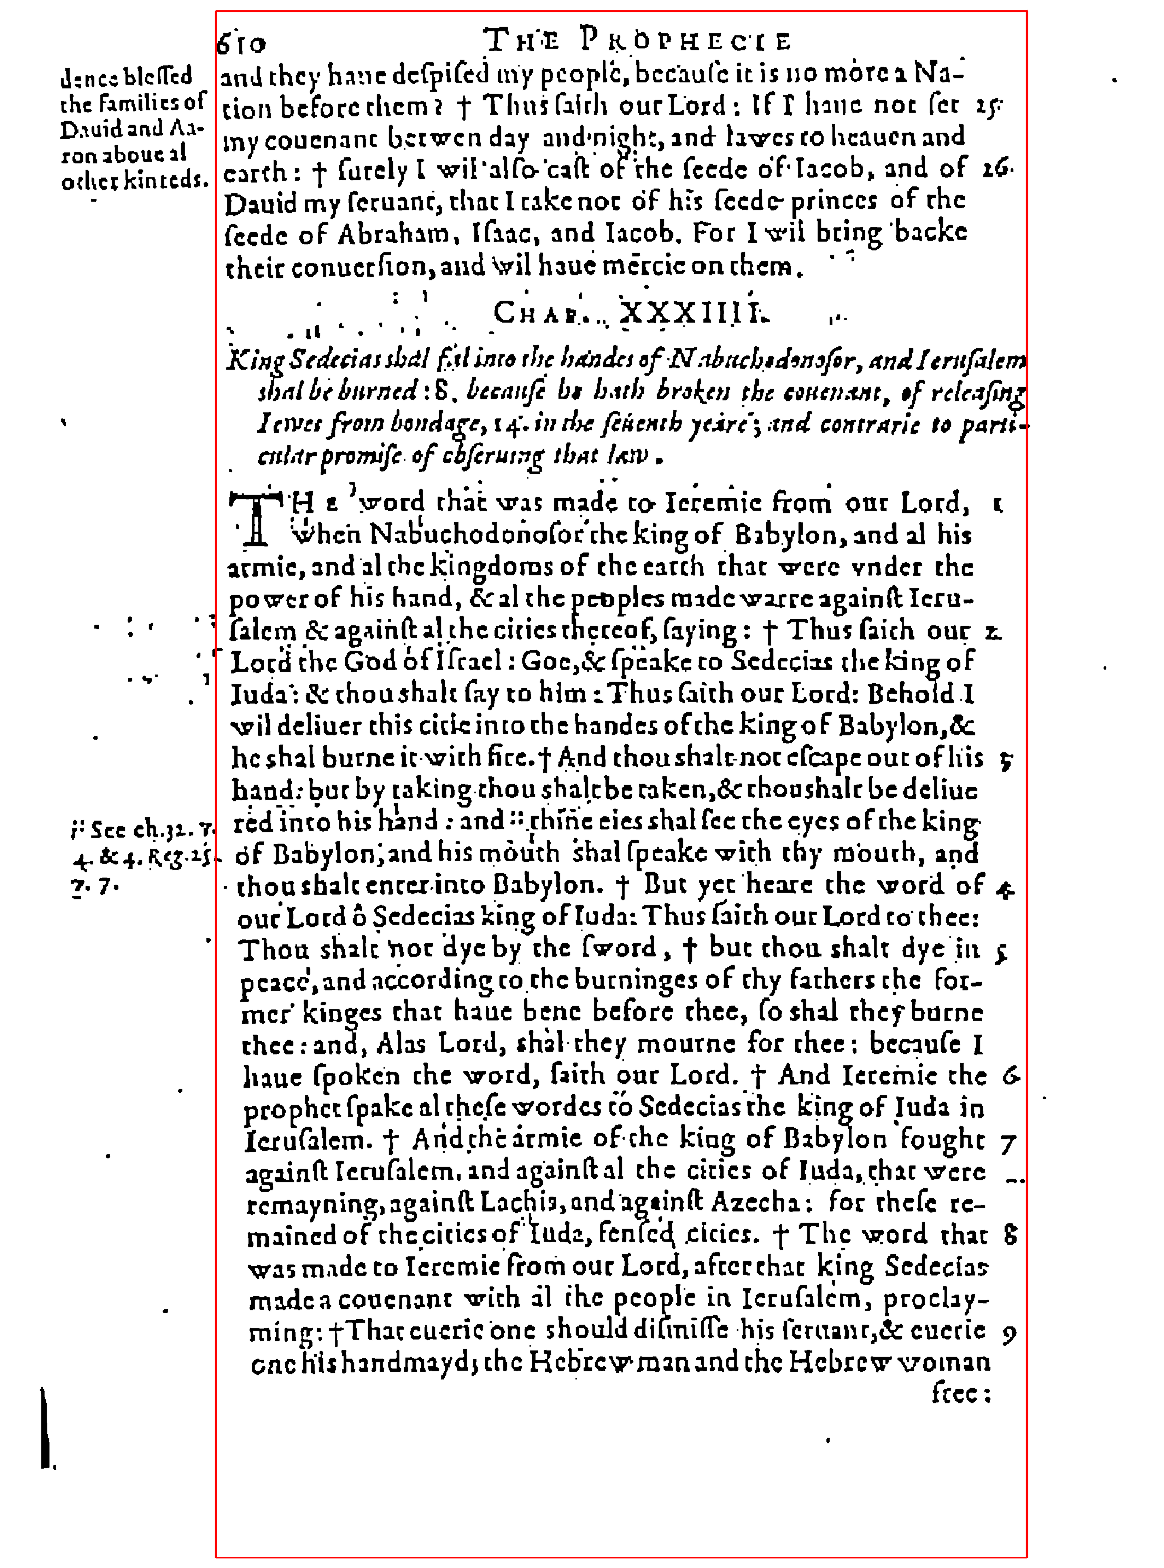 610 THE PROPHECIE
dence blessed
the families of
Dauid and Aa-
ron aboue al
other kinreds.
and they haue deſpiſed my people, becauſe it is no more a Na-
tion before them? † Thus ſaith our Lord: If I haue not ſet 25.
my couenant betwen day and night, and lawes to heauen and
earth: † ſurely I wil alſo caſt of the ſeede of Iacob, and of 26.
Dauid my ſeruant, that I take not of his ſeede princes of the
ſeede of Abraham, Iſaac, and Iacob. For I wil bring backe
their conuerſion, and wil haue mercie on them.
CHAP. XXXIIII.
King Sedecias shal fal into the handes of Nabuchodonoſor, and Ieruſalem
shal be burned: 8. becauſe he hath broken the couenant, of releaſing
Iewes from bondage, 14. in the ſeuenth yeare; and contrarie to parti-
cular promiſe of obſeruing that law.
THE word that was made to Ieremie from our Lord, 1
when Nabuchodonoſor the king of Babylon, and al his
armie, and al the kingdoms of the earth that were vnder the
power of his hand, & al the peoples made warre againſt Ieru-
ſalem & againſt al the cities thereof, ſaying: † Thus ſaith our 2.
Lord the God of Iſrael: Goe, & ſpeake to Sedecias the king of
Iuda: & thou shalt ſay to him: Thus ſaith our Lord: Behold I
wil deliuer this citie into the handes of the king of Babylon, &
he shal burne it with fire. † And thou shalt not eſcape out of his 3
hand: but by taking thou shalt be taken, & thou shalt be deliue
red into his hand: and :: thine eies shal ſee the eyes of the king
of Babylon, and his mouth shal ſpeake with thy mouth, and
:: See ch. 32. 7.
4. & 4. Reg. 25.
7. 7.
thou shalt enter into Babylon. † But yet heare the word of 4
our Lord ô Sedecias king of Iuda: Thus ſaith our Lord to thee:
Thou shalt not dye by the ſword, † but thou shalt dye in 5
peace, and according to the burninges of thy fathers the for-
mer kinges that haue bene before thee, ſo shal they burne
thee: and, Alas Lord, shal they mourne for thee: becauſe I
haue ſpoken the word, ſaith our Lord. † And Ieremie the 6
prophet ſpake al theſe wordes to Sedecias the king of Iuda in
Ieruſalem. † And the armie of the king of Babylon fought 7
againſt Ieruſalem, and againſt al the cities of Iuda, that were
remayning, againſt Lachis, and againſt Azecha: for theſe re-
mained of the cities of Iuda, fenſed cities. † The word that 8
was made to Ieremie from our Lord, after that king Sedecias
made a couenant with al the people in Ieruſalem, proclay-
ming: † That euerie one should diſmiſſe his ſeruant, & euerie 9
one his handmayd; the Hebrew man and the Hebrew woman
free: